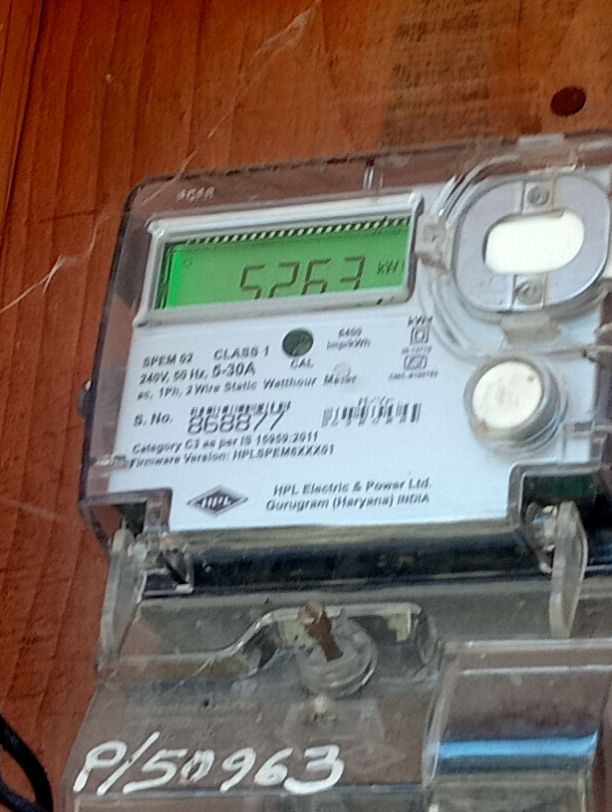 5263 kWh
SPEM 02 CLASS 1 CAL 6400 imp/kWh
240V, 50 Hz, 5-30A
ac, 1Ph, 2 Wire Static Watthour Meter
S. No. 868877
Category C3 as per IS 15959:2011
Firmware Version: HPLSPEM6XXX01
HPL
HPL Electric & Power Ltd.
Gurugram (Haryana) INDIA
P/50963